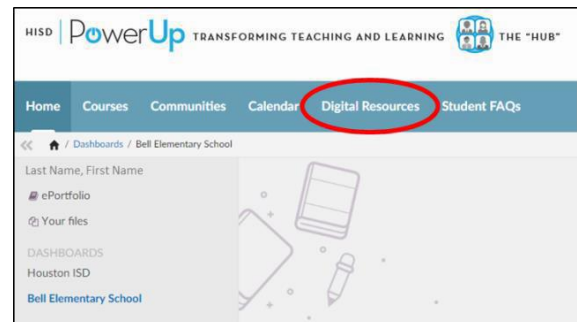 HISD | PowerUp TRANSFORMING TEACHING AND LEARNING THE "HUB"
Home Courses Communities Calendar Digital Resources Student FAQs
/ Dashboards / Bell Elementary School
Last Name, First Name
ePortfolio
Your files
DASHBOARDS
Houston ISD
Bell Elementary School